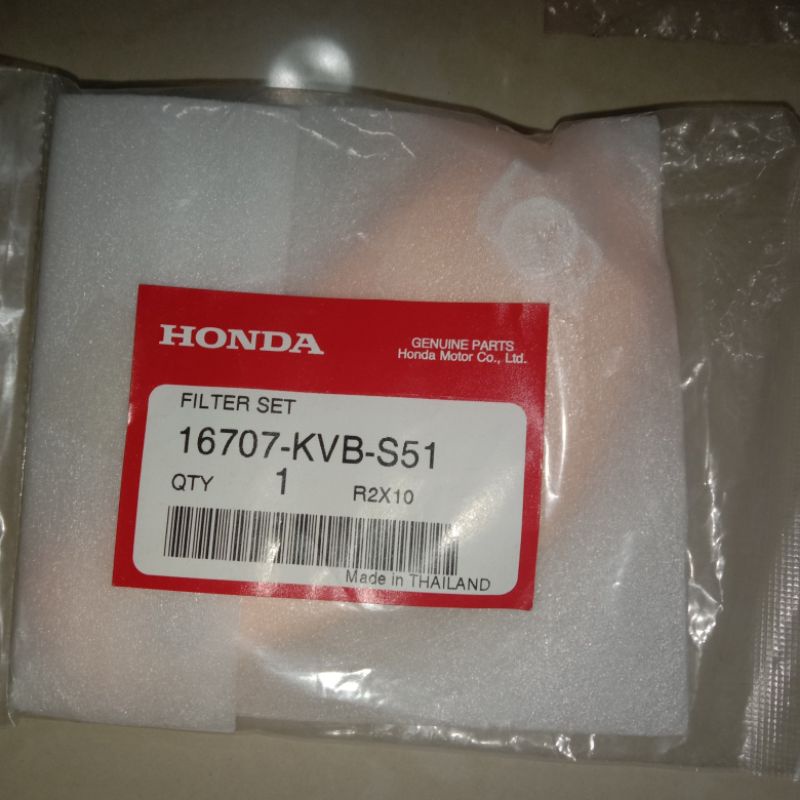 HONDA
GENUINE PARTS
Honda Motor Co., Ltd.
FILTER SET
16707-KVB-S51
QTY 1 R2X10
Made in THAILAND